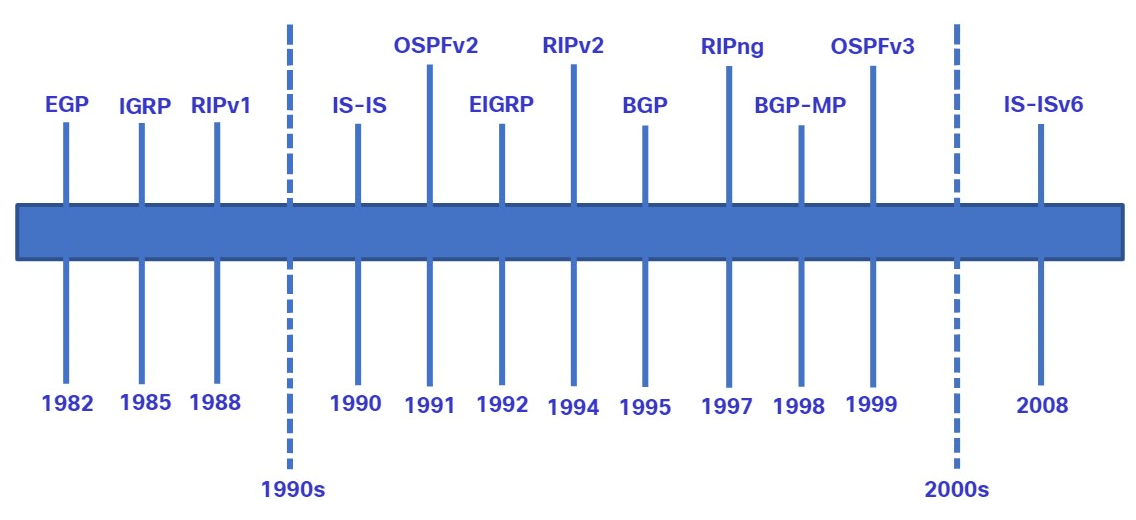 OSPFv2 RIPv2 RIPng OSPFv3
EGP IGRP RIPv1 IS-IS EIGRP BGP BGP-MP IS-ISv6
1982 1985 1988 1990 1991 1992 1994 1995 1997 1998 1999 2008
1990s 2000s